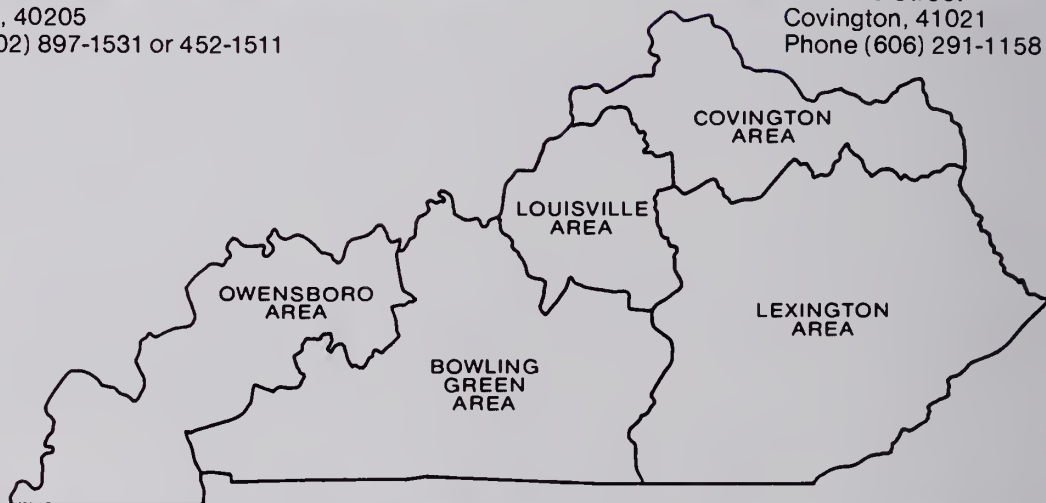 , 40205
02) 897-1531 or 452-1511
Covington, 41021
Phone (606) 291-1158
COVINGTON
AREA
LOUISVILLE
AREA
OWENSBORO
AREA
LEXINGTON
AREA
BOWLING
GREEN
AREA